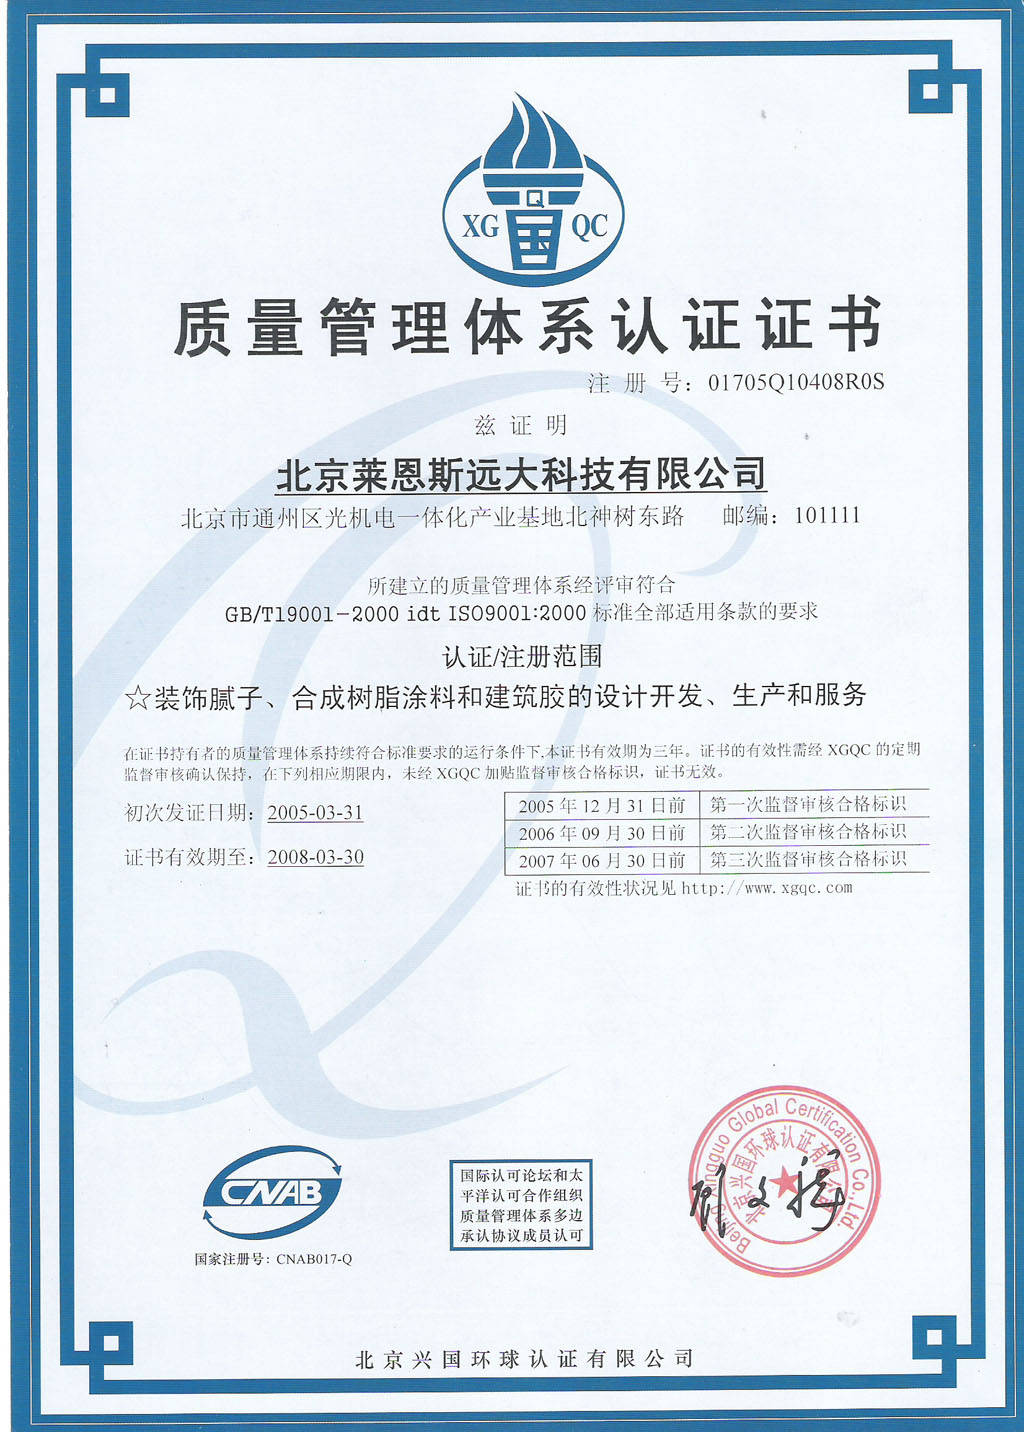 XG QC
质量管理体系认证证书
注 册 号：01705Q10408R0S
兹 证 明
北京莱恩斯远大科技有限公司
北京市通州区光机电一体化产业基地北神树东路 邮编：101111
所建立的质量管理体系经评审符合
GB/T19001-2000 idt ISO9001:2000 标准全部适用条款的要求
认证/注册范围
☆装饰腻子、合成树脂涂料和建筑胶的设计开发、生产和服务
在证书持有者的质量管理体系持续符合标准要求的运行条件下,本证书有效期为三年。证书的有效性需经 XGQC 的定期
监督审核确认保持，在下列相应期限内，未经 XGQC 加贴监督审核合格标识，证书无效。
初次发证日期：2005-03-31
证书有效期至：2008-03-30
2005 年 12 月 31 日前 第一次监督审核合格标识
2006 年 09 月 30 日前 第二次监督审核合格标识
2007 年 06 月 30 日前 第三次监督审核合格标识
证书的有效性状况见 http://www.xgqc.com
CNAB
国家注册号：CNAB017-Q
国际认可论坛和太
平洋认可合作组织
质量管理体系多边
承认协议成员认可
Beijing Xingguo Global Certification Co.,Ltd.
北京兴国环球认证有限公司
北京兴国环球认证有限公司